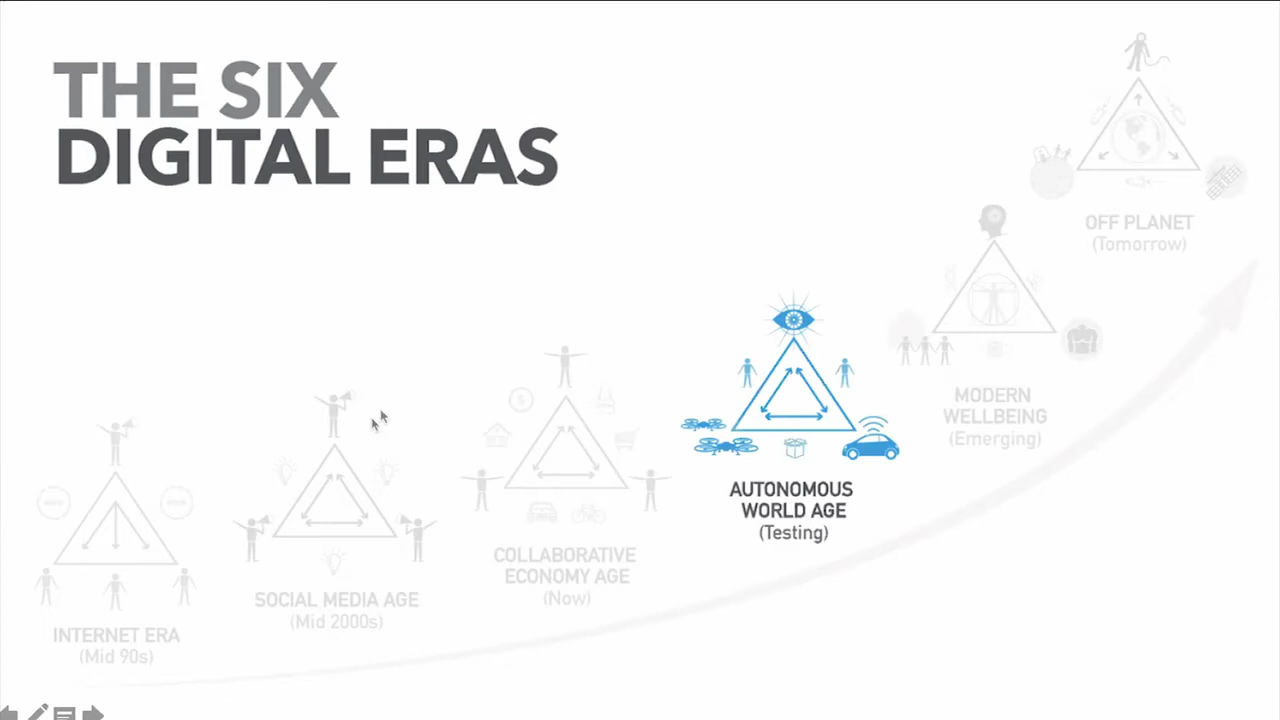 THE SIX
DIGITAL ERAS
OFF PLANET
(Tomorrow)
MODERN
WELLBEING
(Emerging)
AUTONOMOUS
WORLD AGE
(Testing)
COLLABORATIVE
ECONOMY AGE
(Now)
SOCIAL MEDIA AGE
(Mid 2000s)
INTERNET ERA
(Mid 90s)